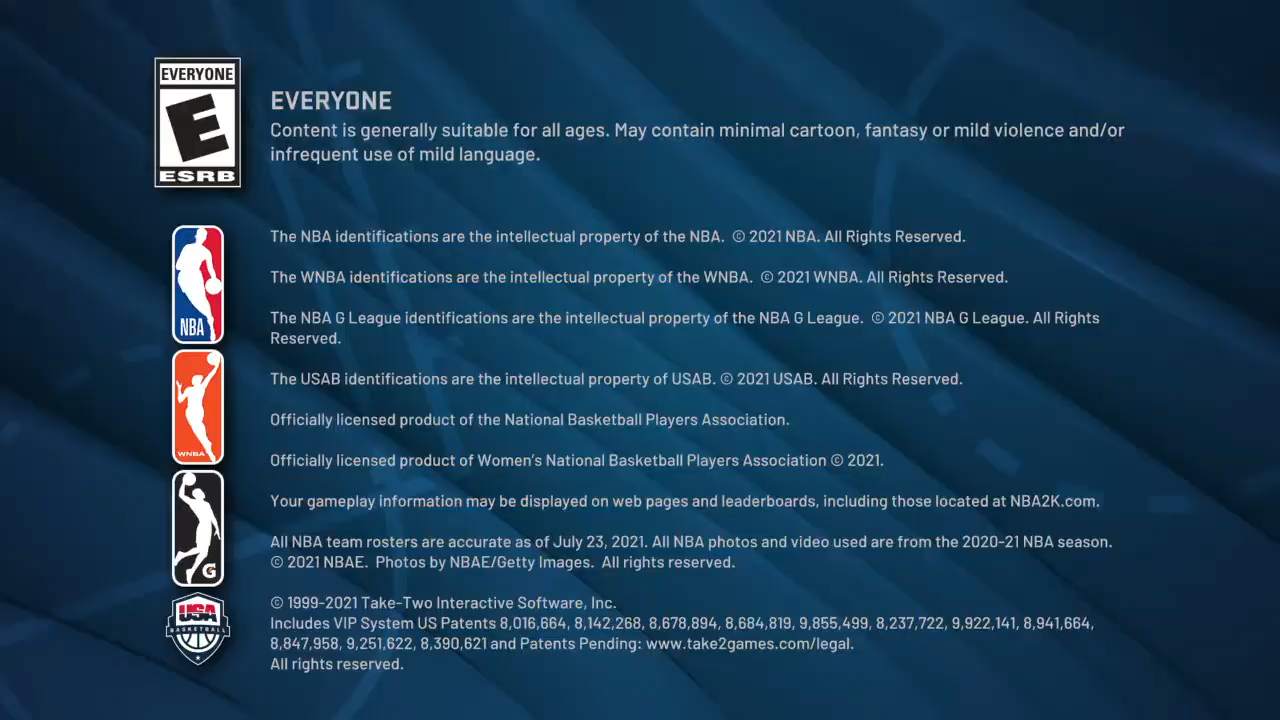 EVERYONE
E
ESRB
EVERYONE
Content is generally suitable for all ages. May contain minimal cartoon, fantasy or mild violence and/or
infrequent use of mild language.
The NBA identifications are the intellectual property of the NBA. © 2021 NBA. All Rights Reserved.
NBA
The WNBA identifications are the intellectual property of the WNBA. © 2021 WNBA. All Rights Reserved.
The NBA G League identifications are the intellectual property of the NBA G League. © 2021 NBA G League. All Rights
Reserved.
WNBA
The USAB identifications are the intellectual property of USAB. © 2021 USAB. All Rights Reserved.
Officially licensed product of the National Basketball Players Association.
Officially licensed product of Women's National Basketball Players Association © 2021.
G
Your gameplay information may be displayed on web pages and leaderboards, including those located at NBA2K.com.
All NBA team rosters are accurate as of July 23, 2021. All NBA photos and video used are from the 2020-21 NBA season.
© 2021 NBAE. Photos by NBAE/Getty Images. All rights reserved.
USA
BASKETBALL
© 1999-2021 Take-Two Interactive Software, Inc.
Includes VIP System US Patents 8,016,664, 8,142,268, 8,678,894, 8,684,819, 9,855,499, 8,237,722, 9,922,141, 8,941,664,
8,847,958, 9,251,622, 8,390,621 and Patents Pending: www.take2games.com/legal.
All rights reserved.